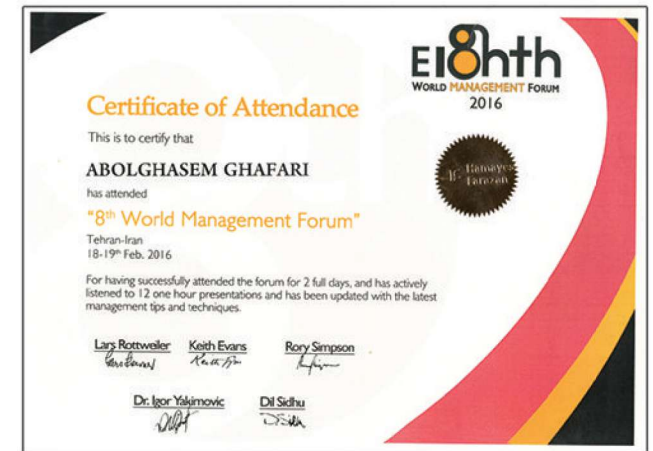 EI8hth
WORLD MANAGEMENT FORUM
2016
Certificate of Attendance
This is to certify that
ABOLGHASEM GHAFARI
has attended
"8th World Management Forum"
Tehran-Iran
18-19th Feb. 2016
Hamayesh
Farazan
For having successfully attended the forum for 2 full days, and has actively
listened to 12 one hour presentations and has been updated with the latest
management tips and techniques.
Lars Rottweiler Keith Evans Rory Simpson
Dr. Igor Yakimovic Dil Sidhu